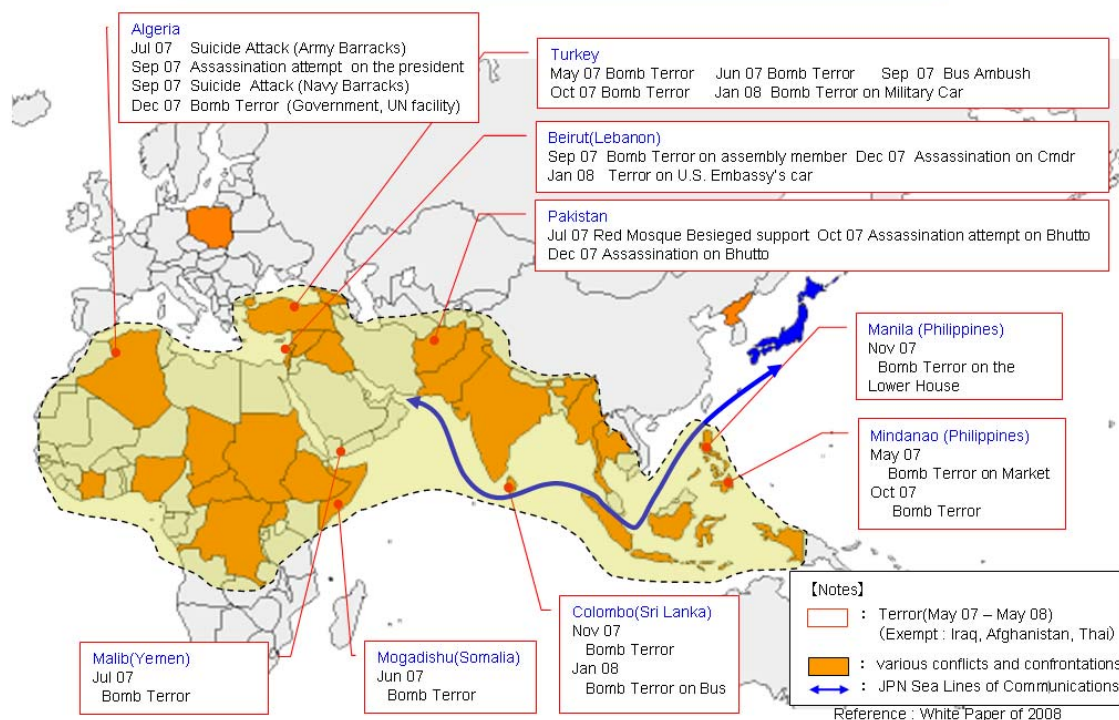 Algeria
Jul 07 Suicide Attack (Army Barracks)
Sep 07 Assassination attempt on the president
Sep 07 Suicide Attack (Navy Barracks)
Dec 07 Bomb Terror (Government, UN facility)
Turkey
May 07 Bomb Terror Jun 07 Bomb Terror Sep 07 Bus Ambush
Oct 07 Bomb Terror Jan 08 Bomb Terror on Military Car
Beirut(Lebanon)
Sep 07 Bomb Terror on assembly member Dec 07 Assassination on Cmdr
Jan 08 Terror on U.S. Embassy's car
Pakistan
Jul 07 Red Mosque Besieged support Oct 07 Assassination attempt on Bhutto
Dec 07 Assassination on Bhutto
Manila (Philippines)
Nov 07
Bomb Terror on the
Lower House
Mindanao (Philippines)
May 07
Bomb Terror on Market
Oct 07
Bomb Terror
Colombo(Sri Lanka)
Nov 07
Bomb Terror
Jan 08
Bomb Terror on Bus
Malib(Yemen)
Jul 07
Bomb Terror
Mogadishu(Somalia)
Jun 07
Bomb Terror
【Notes】
: Terror(May 07 – May 08)
(Exempt : Iraq, Afghanistan, Thai)
: various conflicts and confrontations
: JPN Sea Lines of Communications
Reference : White Paper of 2008